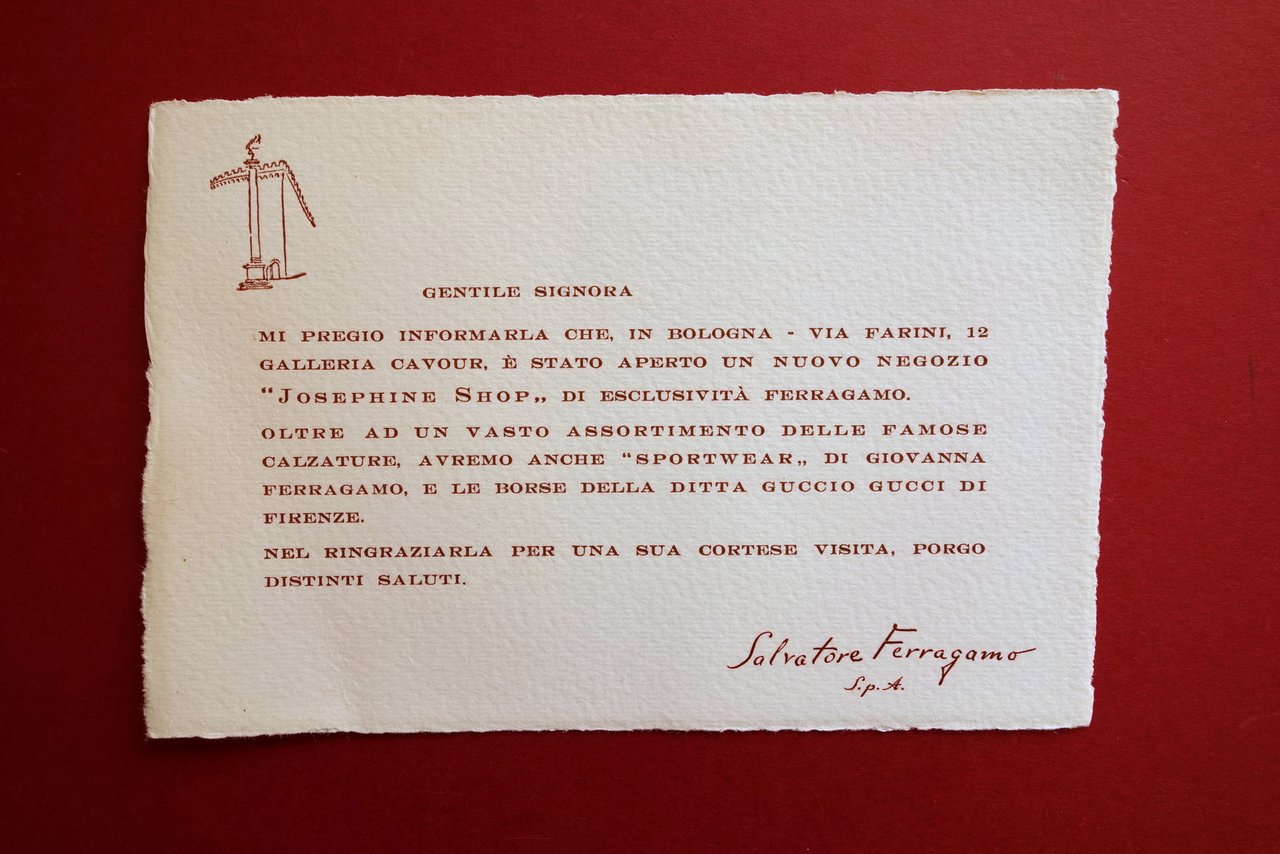 GENTILE SIGNORA
MI PREGIO INFORMARLA CHE, IN BOLOGNA - VIA FARINI, 12
GALLERIA CAVOUR, È STATO APERTO UN NUOVO NEGOZIO
“JOSEPHINE SHOP„ DI ESCLUSIVITÀ FERRAGAMO.
OLTRE AD UN VASTO ASSORTIMENTO DELLE FAMOSE
CALZATURE, AVREMO ANCHE “SPORTWEAR„ DI GIOVANNA
FERRAGAMO, E LE BORSE DELLA DITTA GUCCIO GUCCI DI
FIRENZE.
NEL RINGRAZIARLA PER UNA SUA CORTESE VISITA, PORGO
DISTINTI SALUTI.
Salvatore Ferragamo
S.p.A.